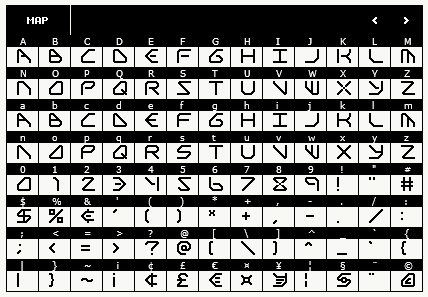 MAP < >
A B C D E F G H I J K L M
A B C D E F G H I J K L M
N O P Q R S T U V W X Y Z
N O P Q R S T U V W X Y Z
a b c d e f g h i j k l m
A B C D E F G H I J K L M
n o p q r s t u v w x y z
N O P Q R S T U V W X Y Z
0 1 2 3 4 5 6 7 8 9 ! " #
0 1 2 3 4 5 6 7 8 9 ! " #
$ % & ' ( ) * + , - . / :
$ % & ' ( ) * + , - . / :
; < = > ? @ [ \ ] ^ _ ` {
; < = > ? @ ( \ ) ^ _ ` {
| } ~ ¡ ¢ £ € ¤ ¥ ¦ § ¨ ©
| } ~ i ¢ £ € ¤ ¥ ¦ § ¨ ©